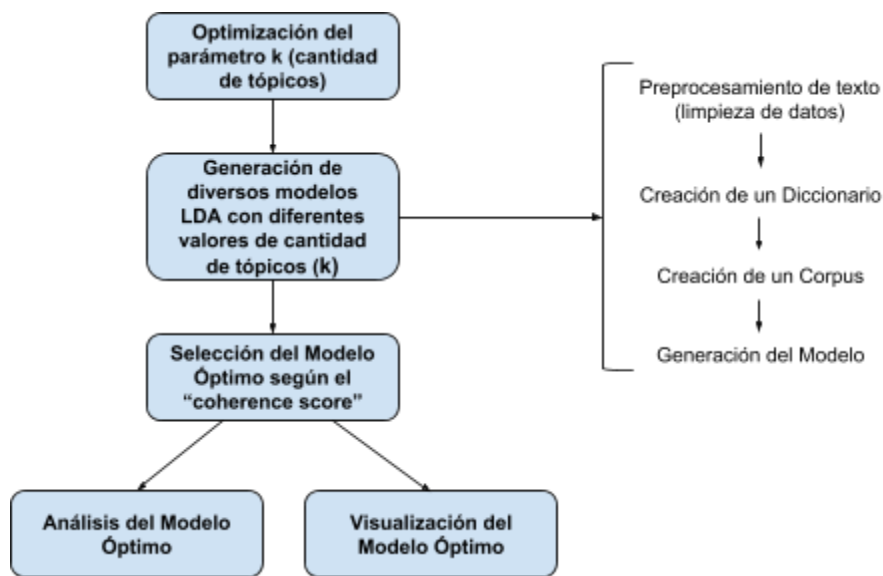 Optimización del
parámetro k (cantidad
de tópicos)
Generación de
diversos modelos
LDA con diferentes
valores de cantidad
de tópicos (k)
Selección del Modelo
Óptimo según el
“coherence score”
Análisis del Modelo
Óptimo
Visualización del
Modelo Óptimo
Preprocesamiento de texto
(limpieza de datos)
Creación de un Diccionario
Creación de un Corpus
Generación del Modelo